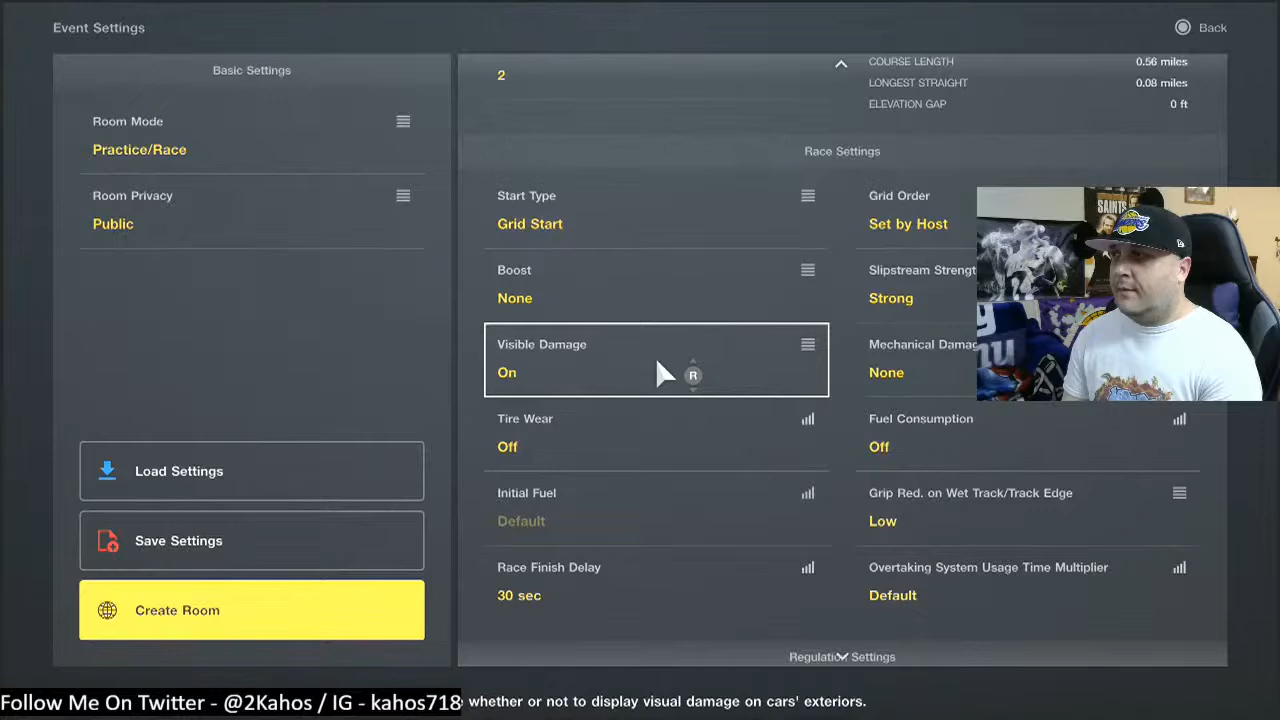 Event Settings
Back
Basic Settings
Room Mode
Practice/Race
Room Privacy
Public
Load Settings
Save Settings
Create Room
2
COURSE LENGTH 0.56 miles
LONGEST STRAIGHT 0.08 miles
ELEVATION GAP 0 ft
Race Settings
Start Type
Grid Start
Grid Order
Set by Host
Boost
None
Slipstream Strengt
Strong
Visible Damage
On
R
Mechanical Damag
None
Tire Wear
Off
Fuel Consumption
Off
Initial Fuel
Default
Grip Red. on Wet Track/Track Edge
Low
Race Finish Delay
30 sec
Overtaking System Usage Time Multiplier
Default
Regulation Settings
SAINTS
Follow Me On Twitter - @2Kahos / IG - kahos718
e whether or not to display visual damage on cars' exteriors.